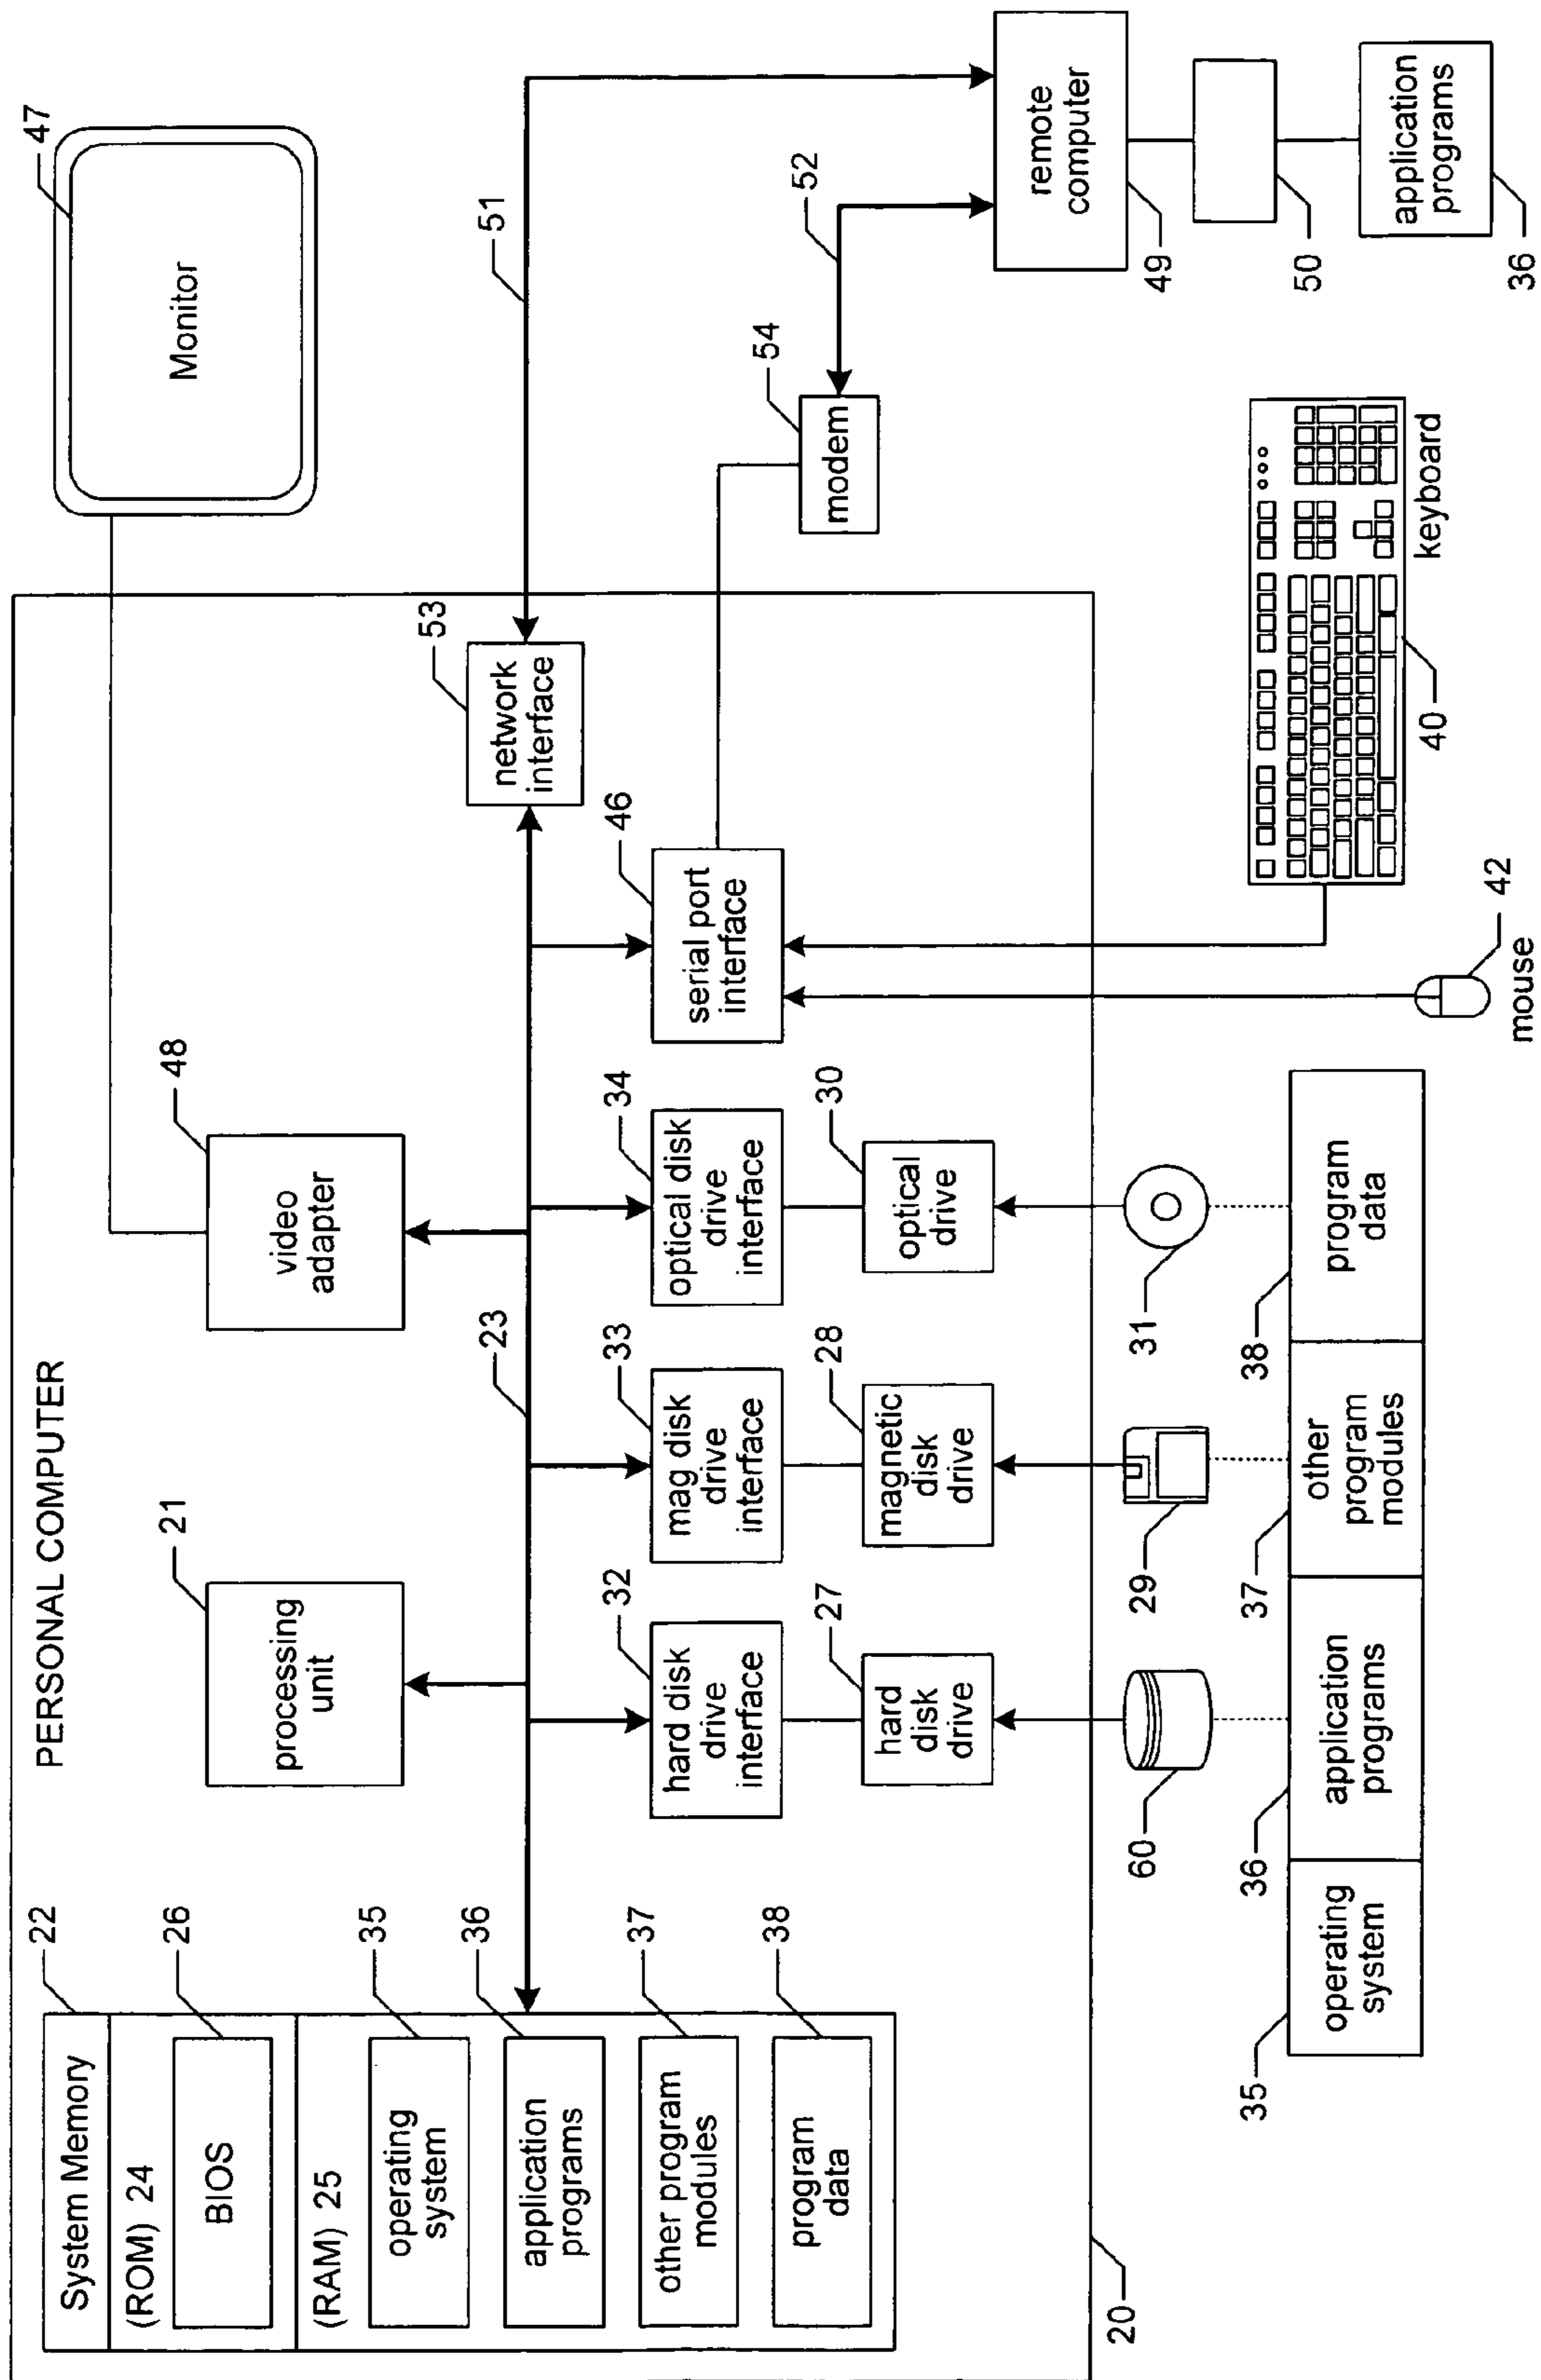 PERSONAL COMPUTER
47
Monitor
22
System Memory
(ROM) 24
26
BIOS
(RAM) 25
35
operating
system
36
application
programs
37
other program
modules
38
program
data
21
processing
unit
48
video
adapter
23
53
network
interface
51
32
hard disk
drive
interface
33
mag disk
drive
interface
34
optical disk
drive
interface
46
serial port
interface
54
modem
52
27
hard
disk
drive
28
magnetic
disk
drive
30
optical
drive
remote
computer
49
50
application
programs
36
20
60
29
31
35
operating
system
36
application
programs
37
other
program
modules
38
program
data
mouse
42
40
keyboard